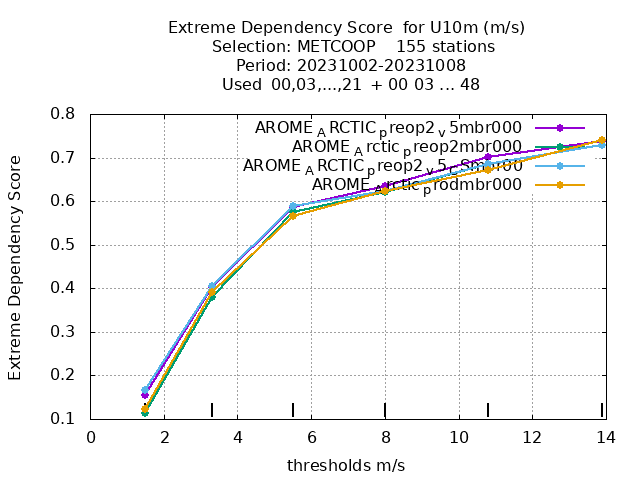 Extreme Dependency Score for U10m (m/s)
Selection: METCOOP 155 stations
Period: 20231002-20231008
Used 00,03,...,21 + 00 03 ... 48
AROME_ARCTIC_preop2_v5mbr000
AROME_Arctic_preop2mbr000
AROME_ARCTIC_preop2_v5_Smbr00
AROME_Arctic_prodmbr000
Extreme Dependency Score
0.8
0.7
0.6
0.5
0.4
0.3
0.2
0.1
0 2 4 6 8 10 12 14
thresholds m/s